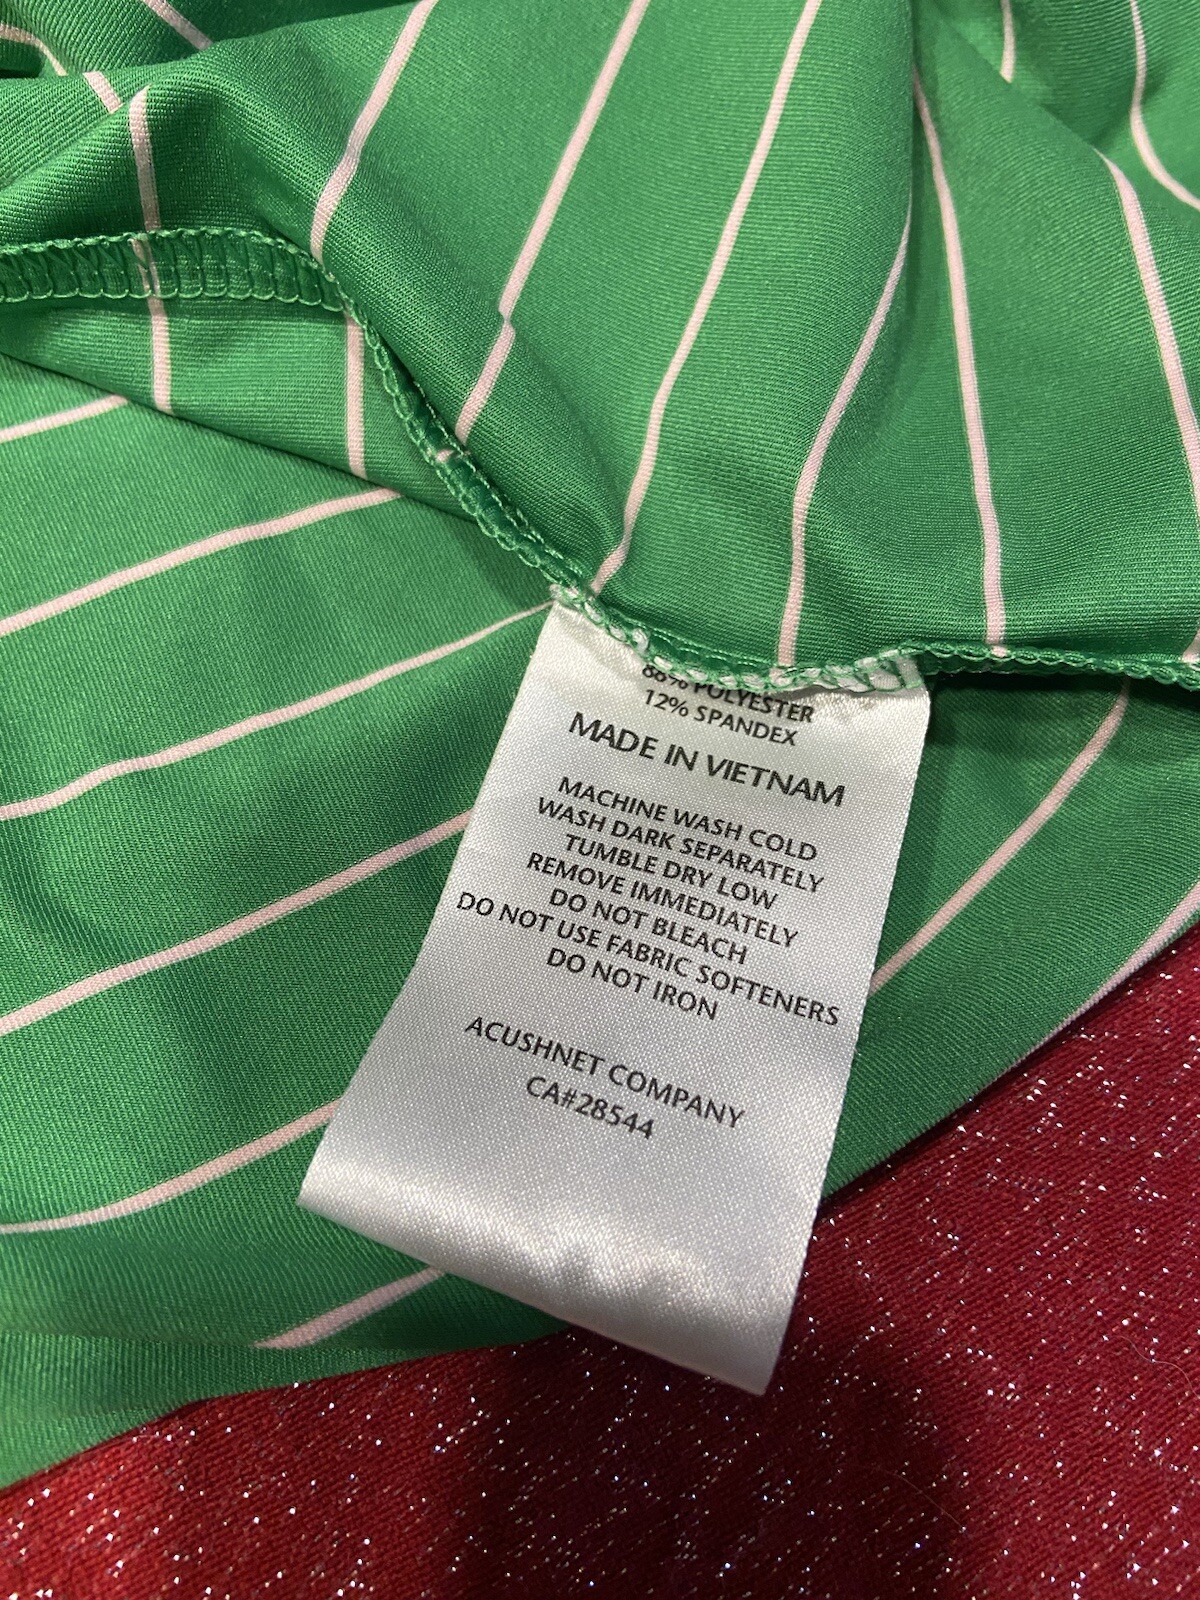 88% POLYESTER
12% SPANDEX
MADE IN VIETNAM
MACHINE WASH COLD
WASH DARK SEPARATELY
TUMBLE DRY LOW
REMOVE IMMEDIATELY
DO NOT BLEACH
DO NOT USE FABRIC SOFTENERS
DO NOT IRON
ACUSHNET COMPANY
CA#28544